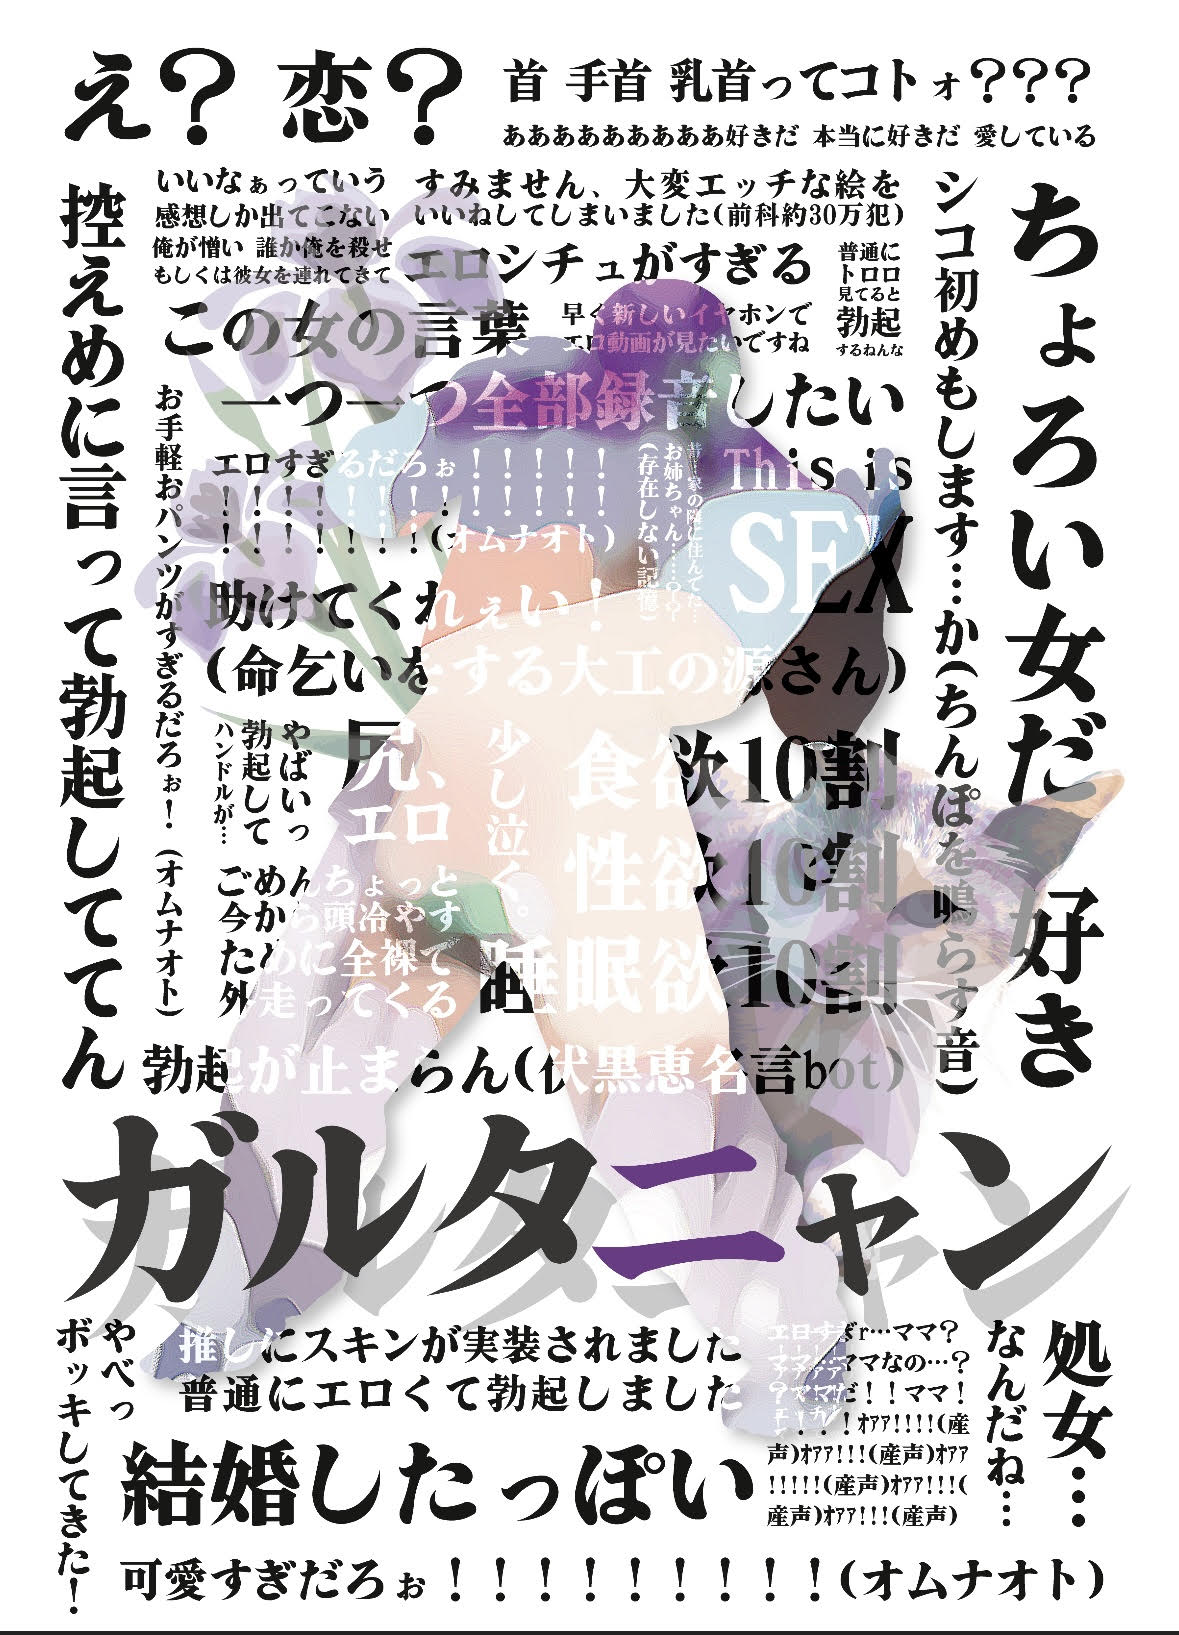 え？ 恋？
首 手首 乳首ってコトォ？？？
あああああああああ好きだ 本当に好きだ 愛している
ちょろい女だ 好き
シコ初めもします…か(ちんぽを鳴らす音)
いいなぁっていう
感想しか出てこない
俺が憎い 誰か俺を殺せ
もしくは彼女を連れてきて
すみません、大変エッチな絵を
いいねしてしまいました(前科約30万犯)
エロシチュがすぎる
普通に
トロロ
見てると
勃起
するねんな
この女の言葉
一つ一つ全部録音したい
早く新しいイヤホンで
エロ動画が見たいですね
控えめに言って勃起しててん
お手軽おパンツがすぎるだろぉ！(オムナオト)
エロすぎるだろぉ！！！！！
！！！！！！！！！！！
！！！！！！！(オムナオト)
昔…家の隣に住んでた…
お姉ちゃん……??
(存在しない記憶)
This is
SEX
助けてくれぇい！
(命乞いをする大工の源さん)
やばいっ
勃起して
ハンドルが…
尻、
エロ
少し泣く。
食欲10割
性欲10割
睡眠欲10割
ごめんちょっと
今から頭冷やす
ために全裸で
外走ってくる
勃起が止まらん(伏黒恵名言bot)
ガルタニャン
処女…
なんだね…
やべっ
ボッキしてきた！
推しにスキンが実装されました
普通にエロくて勃起しました
結婚したっぽい
ママなの…？
！ｵｧｧ!!!!(産
声)ｵｧｧ!!!(産声)ｵｧｧ
!!!!!(産声)ｵｧｧ!!!(
産声)ｵｧｧ!!!(産声)
可愛すぎだろぉ！！！！！！！！！(オムナオト)